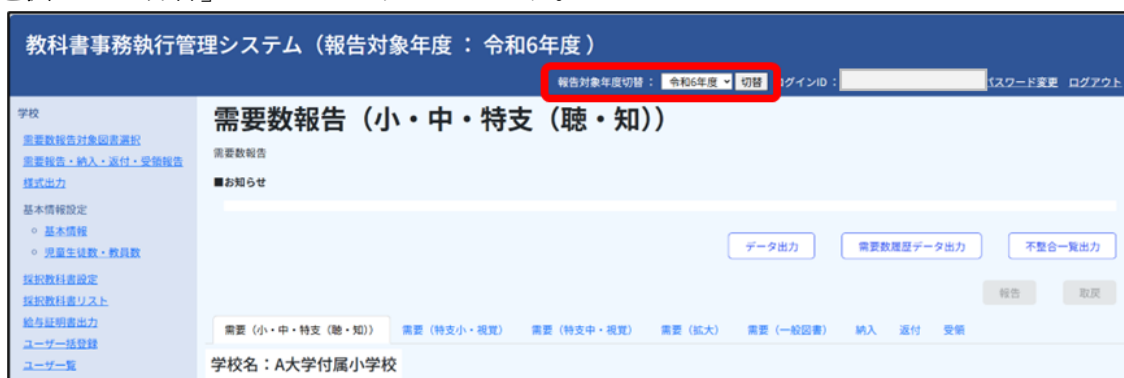 教科書事務執行管理システム（報告対象年度 ： 令和6年度 ）
報告対象年度切替 ： 令和6年度 切替 ログインID ： パスワード変更 ログアウト
学校
需要数報告対象図書選択
需要報告・納入・返付・受領報告
様式出力
基本情報設定
基本情報
児童生徒数・教員数
採択教科書設定
採択教科書リスト
給与証明書出力
ユーザー括登録
ユーザ一覧
需要数報告（小・中・特支（聴・知））
需要数報告
■お知らせ
データ出力 需要数履歴データ出力 不整合一覧出力
報告 取戻
需要（小・中・特支（聴・知）） 需要（特支小・視覚） 需要（特支中・視覚） 需要（拡大） 需要（一般図書） 納入 返付 受領
学校名：A大学付属小学校